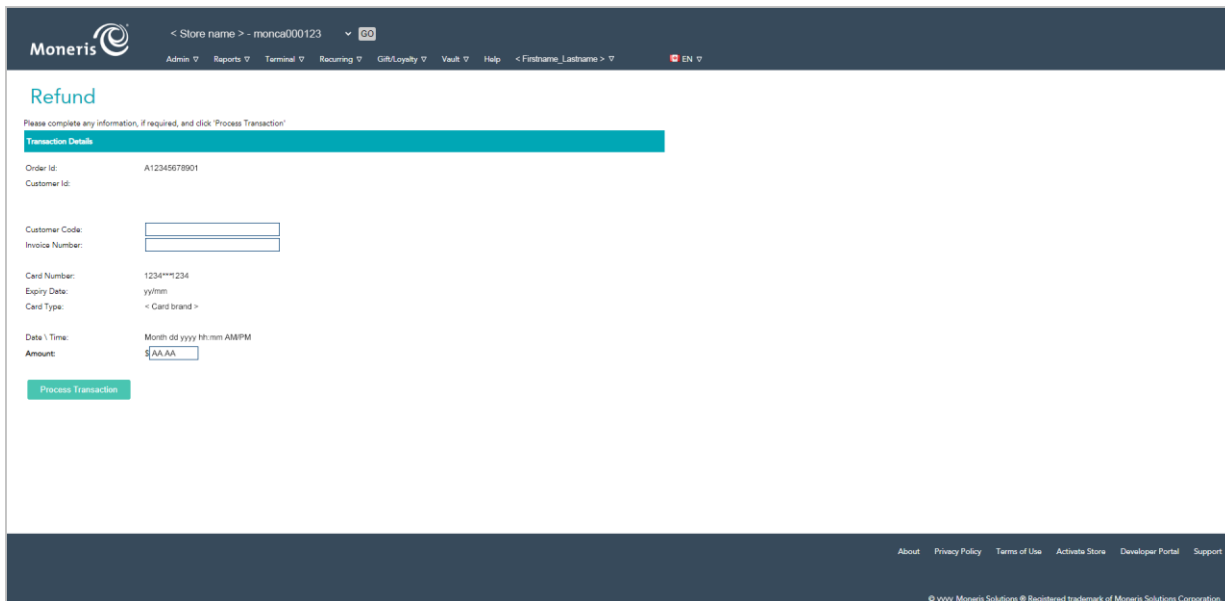 Moneris
< Store name > - monca000123 GO
Admin Reports Terminal Recurring Gift/Loyalty Vault Help < Firstname_Lastname > EN
Refund
Please complete any information, if required, and click 'Process Transaction'
Transaction Details
Order Id: A12345678901
Customer Id:
Customer Code:
Invoice Number:
Card Number: 1234***1234
Expiry Date: yy/mm
Card Type: < Card brand >
Date \ Time: Month dd yyyy hh:mm AM/PM
Amount: $ AA.AA
Process Transaction
About Privacy Policy Terms of Use Activate Store Developer Portal Support
© yyyy Moneris Solutions ® Registered trademark of Moneris Solutions Corporation.